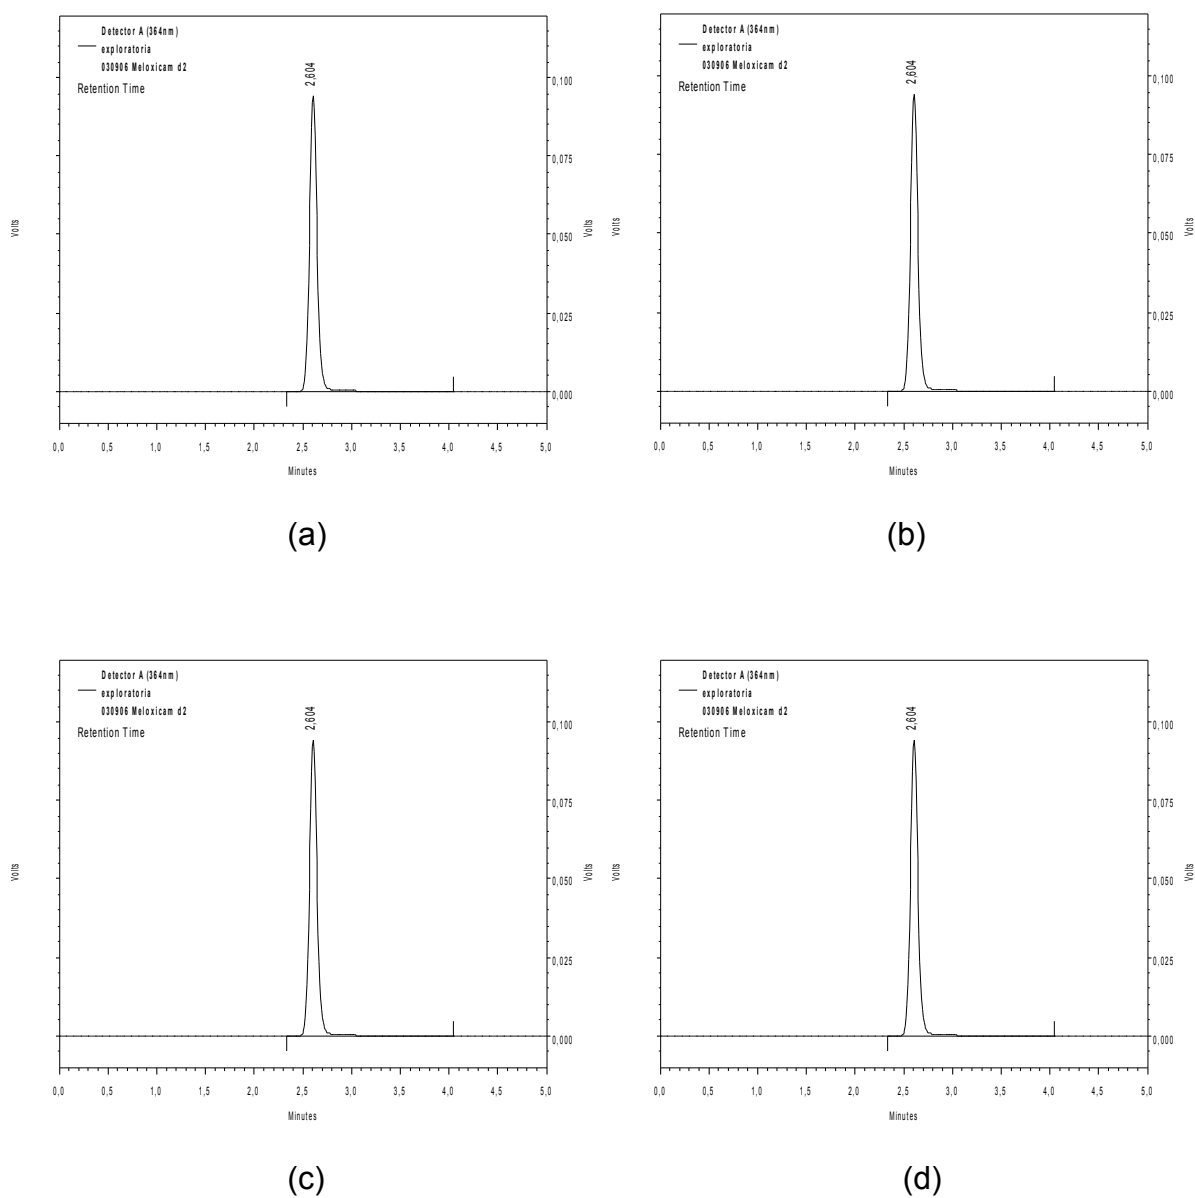 Detector A (364nm)
exploratoria
030906 Meloxicam d2
Retention Time
2,604
0,100
0,075
0,050
0,025
0,000
Volts
Volts
0,0 0,5 1,0 1,5 2,0 2,5 3,0 3,5 4,0 4,5 5,0
Minutes
(a)
Detector A (364nm)
exploratoria
030906 Meloxicam d2
Retention Time
2,604
0,100
0,075
0,050
0,025
0,000
Volts
Volts
0,0 0,5 1,0 1,5 2,0 2,5 3,0 3,5 4,0 4,5 5,0
Minutes
(b)
Detector A (364nm)
exploratoria
030906 Meloxicam d2
Retention Time
2,604
0,100
0,075
0,050
0,025
0,000
Volts
Volts
0,0 0,5 1,0 1,5 2,0 2,5 3,0 3,5 4,0 4,5 5,0
Minutes
(c)
Detector A (364nm)
exploratoria
030906 Meloxicam d2
Retention Time
2,604
0,100
0,075
0,050
0,025
0,000
Volts
Volts
0,0 0,5 1,0 1,5 2,0 2,5 3,0 3,5 4,0 4,5 5,0
Minutes
(d)